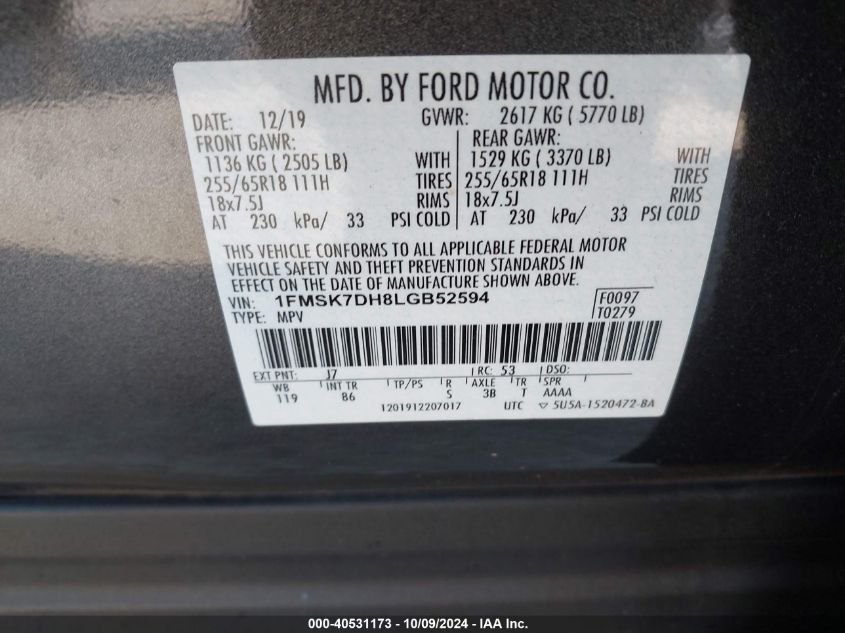 MFD. BY FORD MOTOR CO.
DATE: 12/19 GVWR: 2617 KG ( 5770 LB)
FRONT GAWR: REAR GAWR:
1136 KG ( 2505 LB) WITH 1529 KG ( 3370 LB) WITH
255/65R18 111H TIRES 255/65R18 111H TIRES
18x7.5J RIMS 18x7.5J RIMS
AT 230 kPa/ 33 PSI COLD AT 230 kPa/ 33 PSI COLD
THIS VEHICLE CONFORMS TO ALL APPLICABLE FEDERAL MOTOR
VEHICLE SAFETY AND THEFT PREVENTION STANDARDS IN
EFFECT ON THE DATE OF MANUFACTURE SHOWN ABOVE.
VIN: 1FMSK7DH8LGB52594 F0097
TYPE: MPV T0279
EXT PNT: J7 RC: 53 DSO:
WB INT TR TP/PS R AXLE TR SPR
119 86 S 3B T AAAA
1201912207017 UTC ▽ 5U5A-1520472-BA
000-40531173 - 10/09/2024 - IAA Inc.